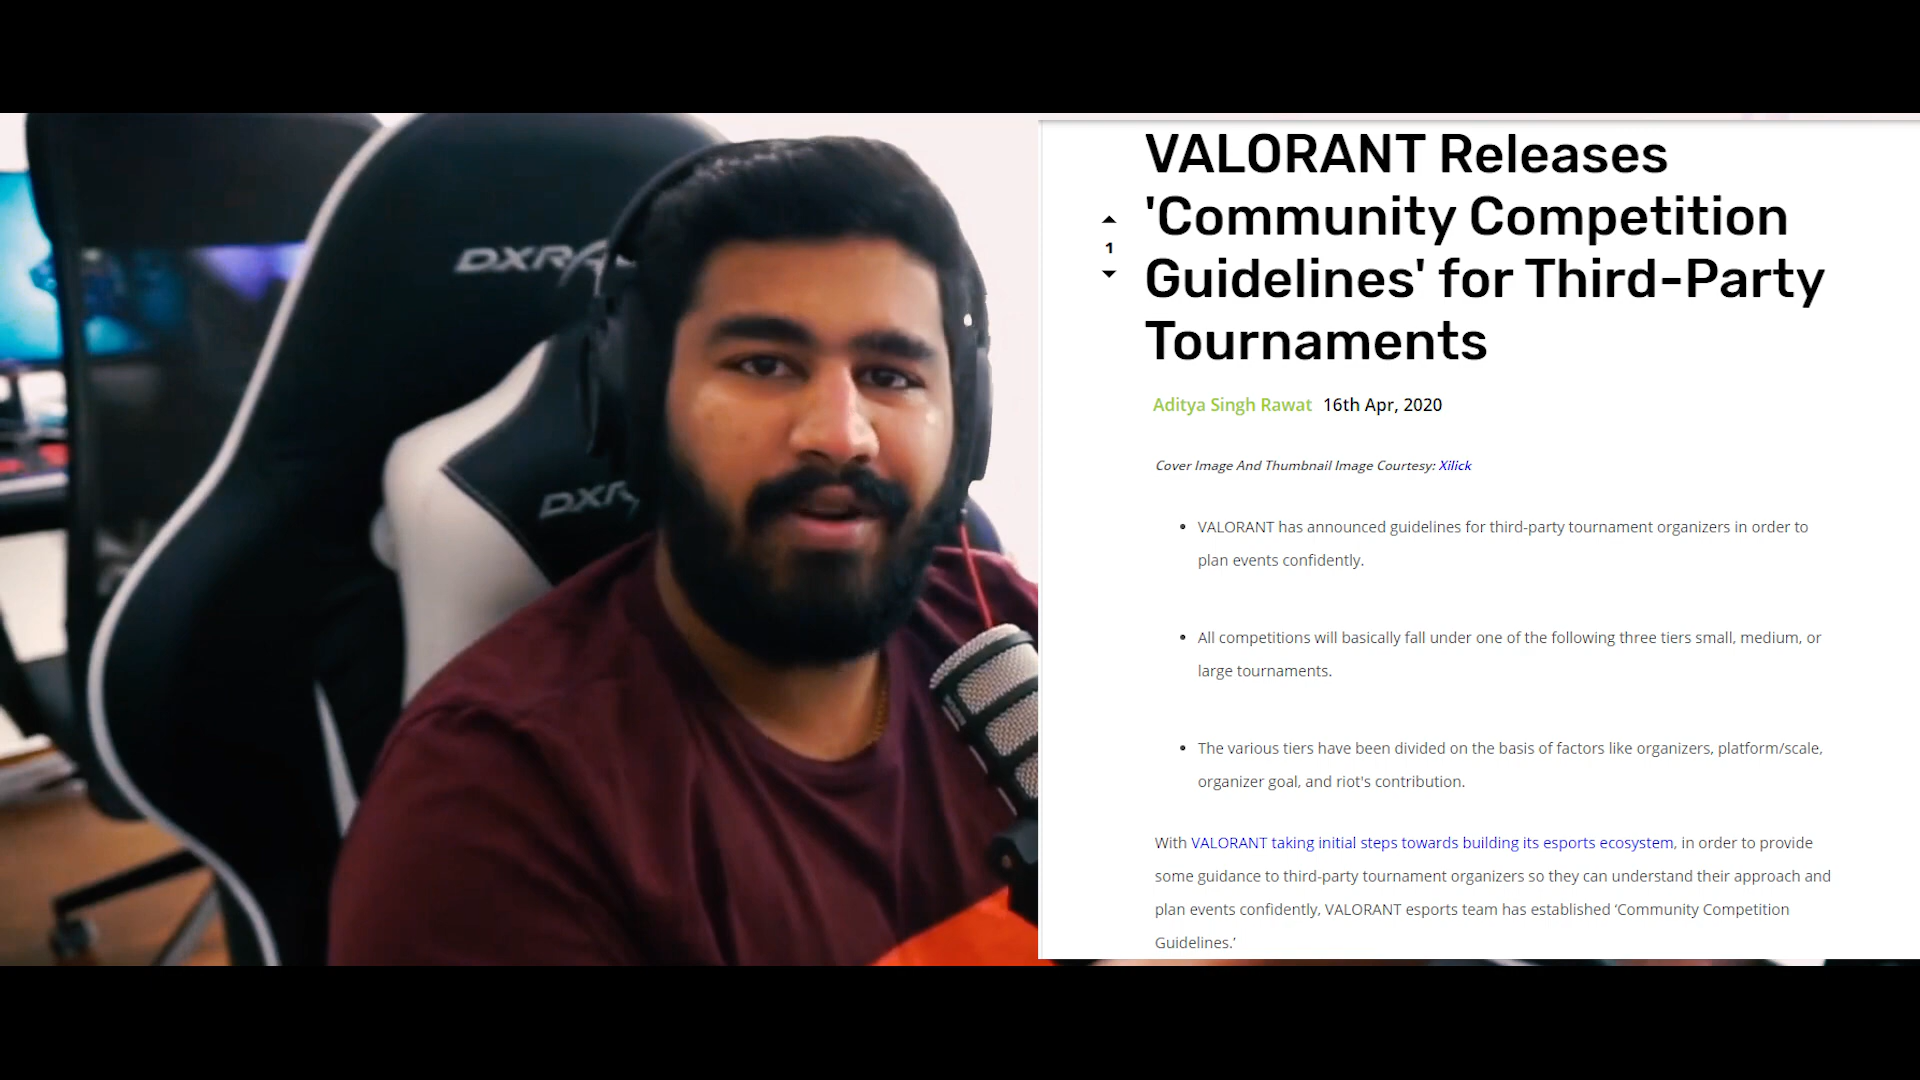 DXRA
DXR
VALORANT Releases
'Community Competition
Guidelines' for Third-Party
Tournaments
1
Aditya Singh Rawat 16th Apr, 2020
Cover Image And Thumbnail Image Courtesy: Xilick
• VALORANT has announced guidelines for third-party tournament organizers in order to
plan events confidently.
• All competitions will basically fall under one of the following three tiers small, medium, or
large tournaments.
• The various tiers have been divided on the basis of factors like organizers, platform/scale,
organizer goal, and riot's contribution.
With VALORANT taking initial steps towards building its esports ecosystem, in order to provide
some guidance to third-party tournament organizers so they can understand their approach and
plan events confidently, VALORANT esports team has established ‘Community Competition
Guidelines.’